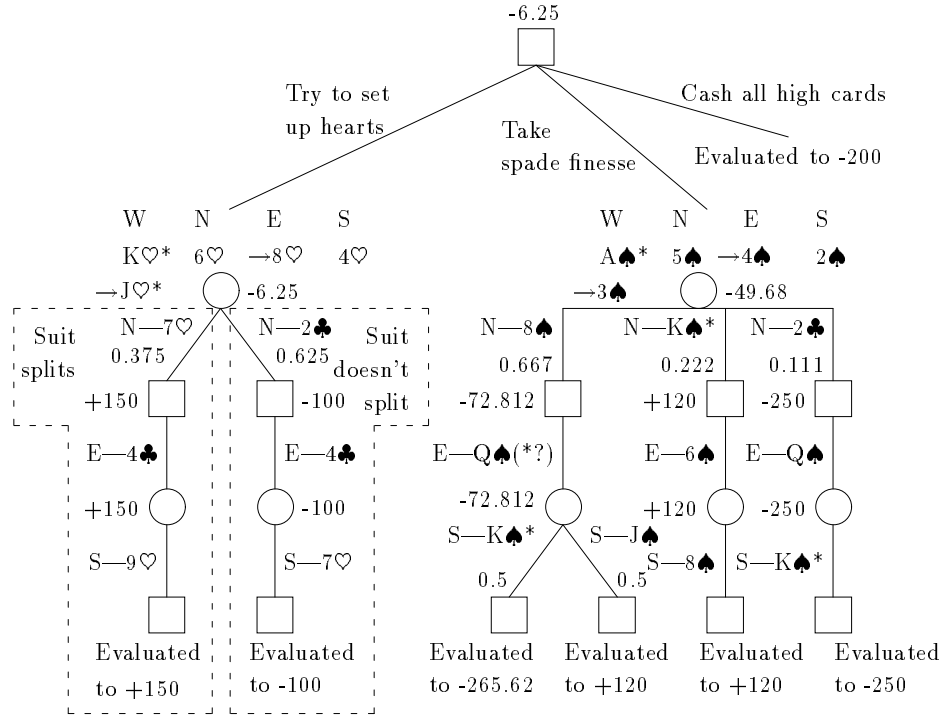 -6.25
Try to set
up hearts
Cash all high cards
Take
spade finesse
Evaluated to -200
W N E S
K♡* 6♡ →8♡ 4♡
→J♡*
-6.25
W N E S
A♠* 5♠ →4♠ 2♠
→3♠
-49.68
Suit
splits
N—7♡
0.375
N—2♣
0.625
Suit
doesn't
split
N—8♠
0.667
N—K♠*
0.222
N—2♣
0.111
+150
-100
-72.812
+120
-250
E—4♣
E—4♣
E—Q♠(*?)
E—6♠
E—Q♠
+150
-100
-72.812
+120
-250
S—9♡
S—7♡
S—K♠*
S—J♠
S—8♠
S—K♠*
0.5
0.5
Evaluated
to +150
Evaluated
to -100
Evaluated
to -265.62
Evaluated
to +120
Evaluated
to +120
Evaluated
to -250